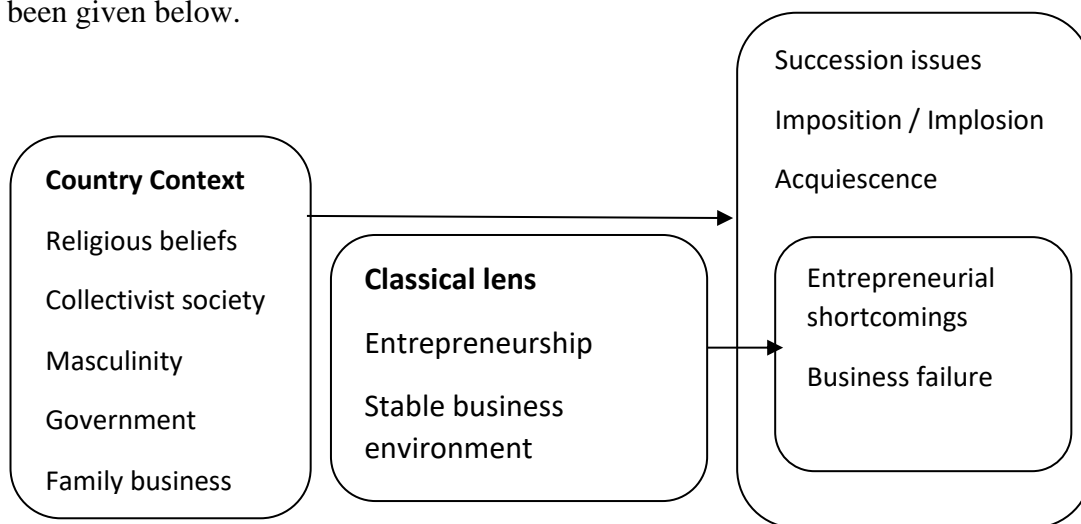 been given below.
Country Context
Religious beliefs
Collectivist society
Masculinity
Government
Family business
Classical lens
Entrepreneurship
Stable business
environment
Succession issues
Imposition / Implosion
Acquiescence
Entrepreneurial
shortcomings
Business failure